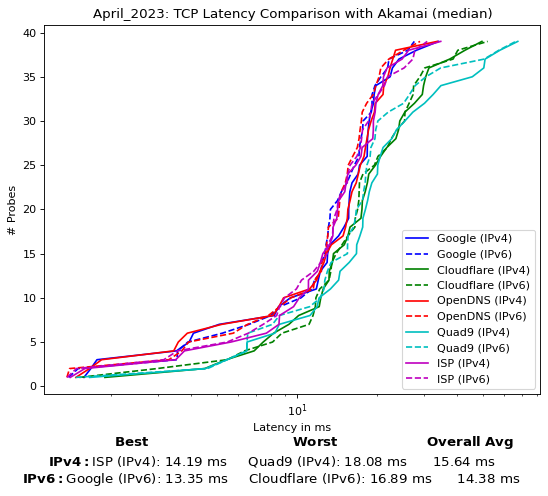 April_2023: TCP Latency Comparison with Akamai (median)
40
35
30
25
20
15
10
5
0
# Probes
Google (IPv4)
Google (IPv6)
Cloudflare (IPv4)
Cloudflare (IPv6)
OpenDNS (IPv4)
OpenDNS (IPv6)
Quad9 (IPv4)
Quad9 (IPv6)
ISP (IPv4)
ISP (IPv6)
10¹
Latency in ms
Best Worst Overall Avg
IPv4: ISP (IPv4): 14.19 ms Quad9 (IPv4): 18.08 ms 15.64 ms
IPv6: Google (IPv6): 13.35 ms Cloudflare (IPv6): 16.89 ms 14.38 ms